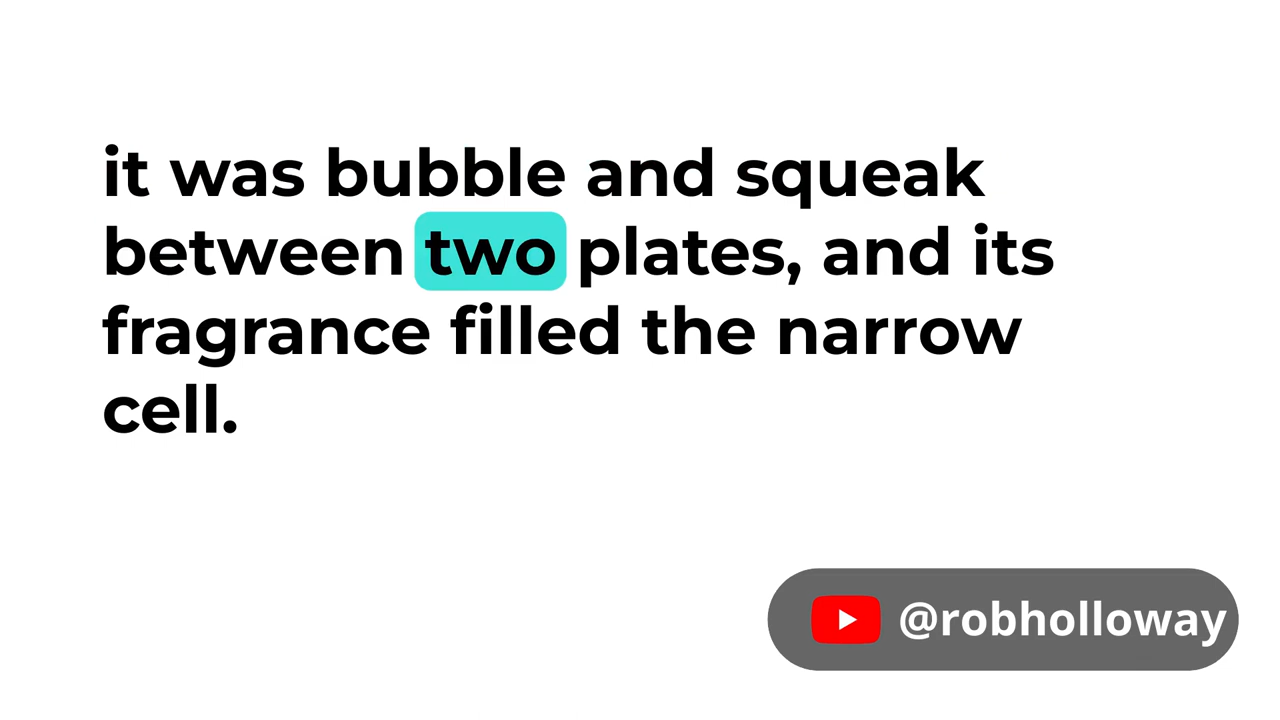 it was bubble and squeak
between two plates, and its
fragrance filled the narrow
cell.
@robholloway